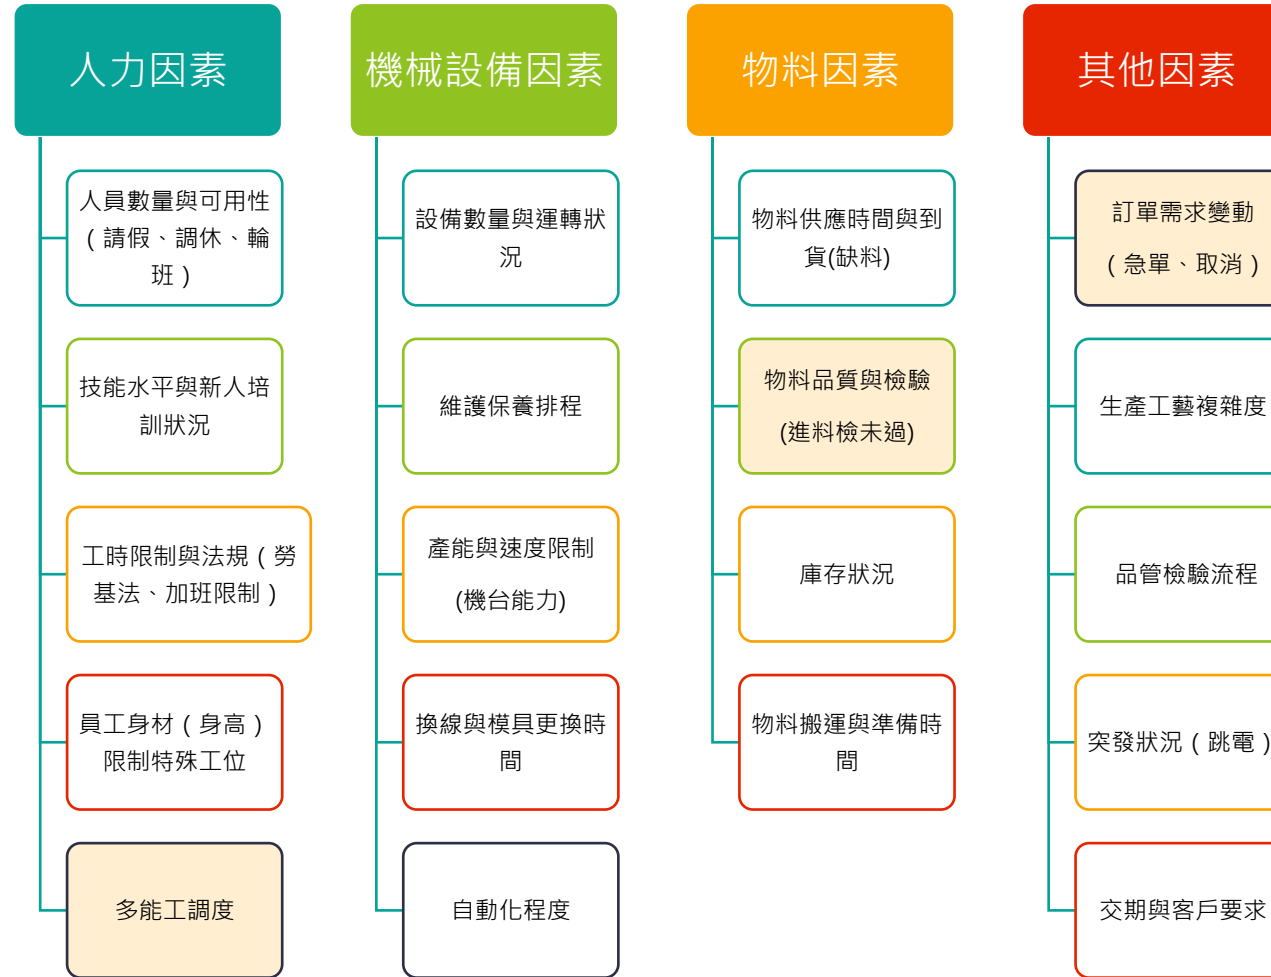 人力因素
人員數量與可用性
（請假、調休、輪
班）
技能水平與新人培
訓狀況
工時限制與法規（勞
基法、加班限制）
員工身材（身高）
限制特殊工位
多能工調度
機械設備因素
設備數量與運轉狀
況
維護保養排程
產能與速度限制
(機台能力)
換線與模具更換時
間
自動化程度
物料因素
物料供應時間與到
貨(缺料)
物料品質與檢驗
(進料檢未過)
庫存狀況
物料搬運與準備時
間
其他因素
訂單需求變動
（急單、取消）
生產工藝複雜度
品管檢驗流程
突發狀況（跳電）
交期與客戶要求